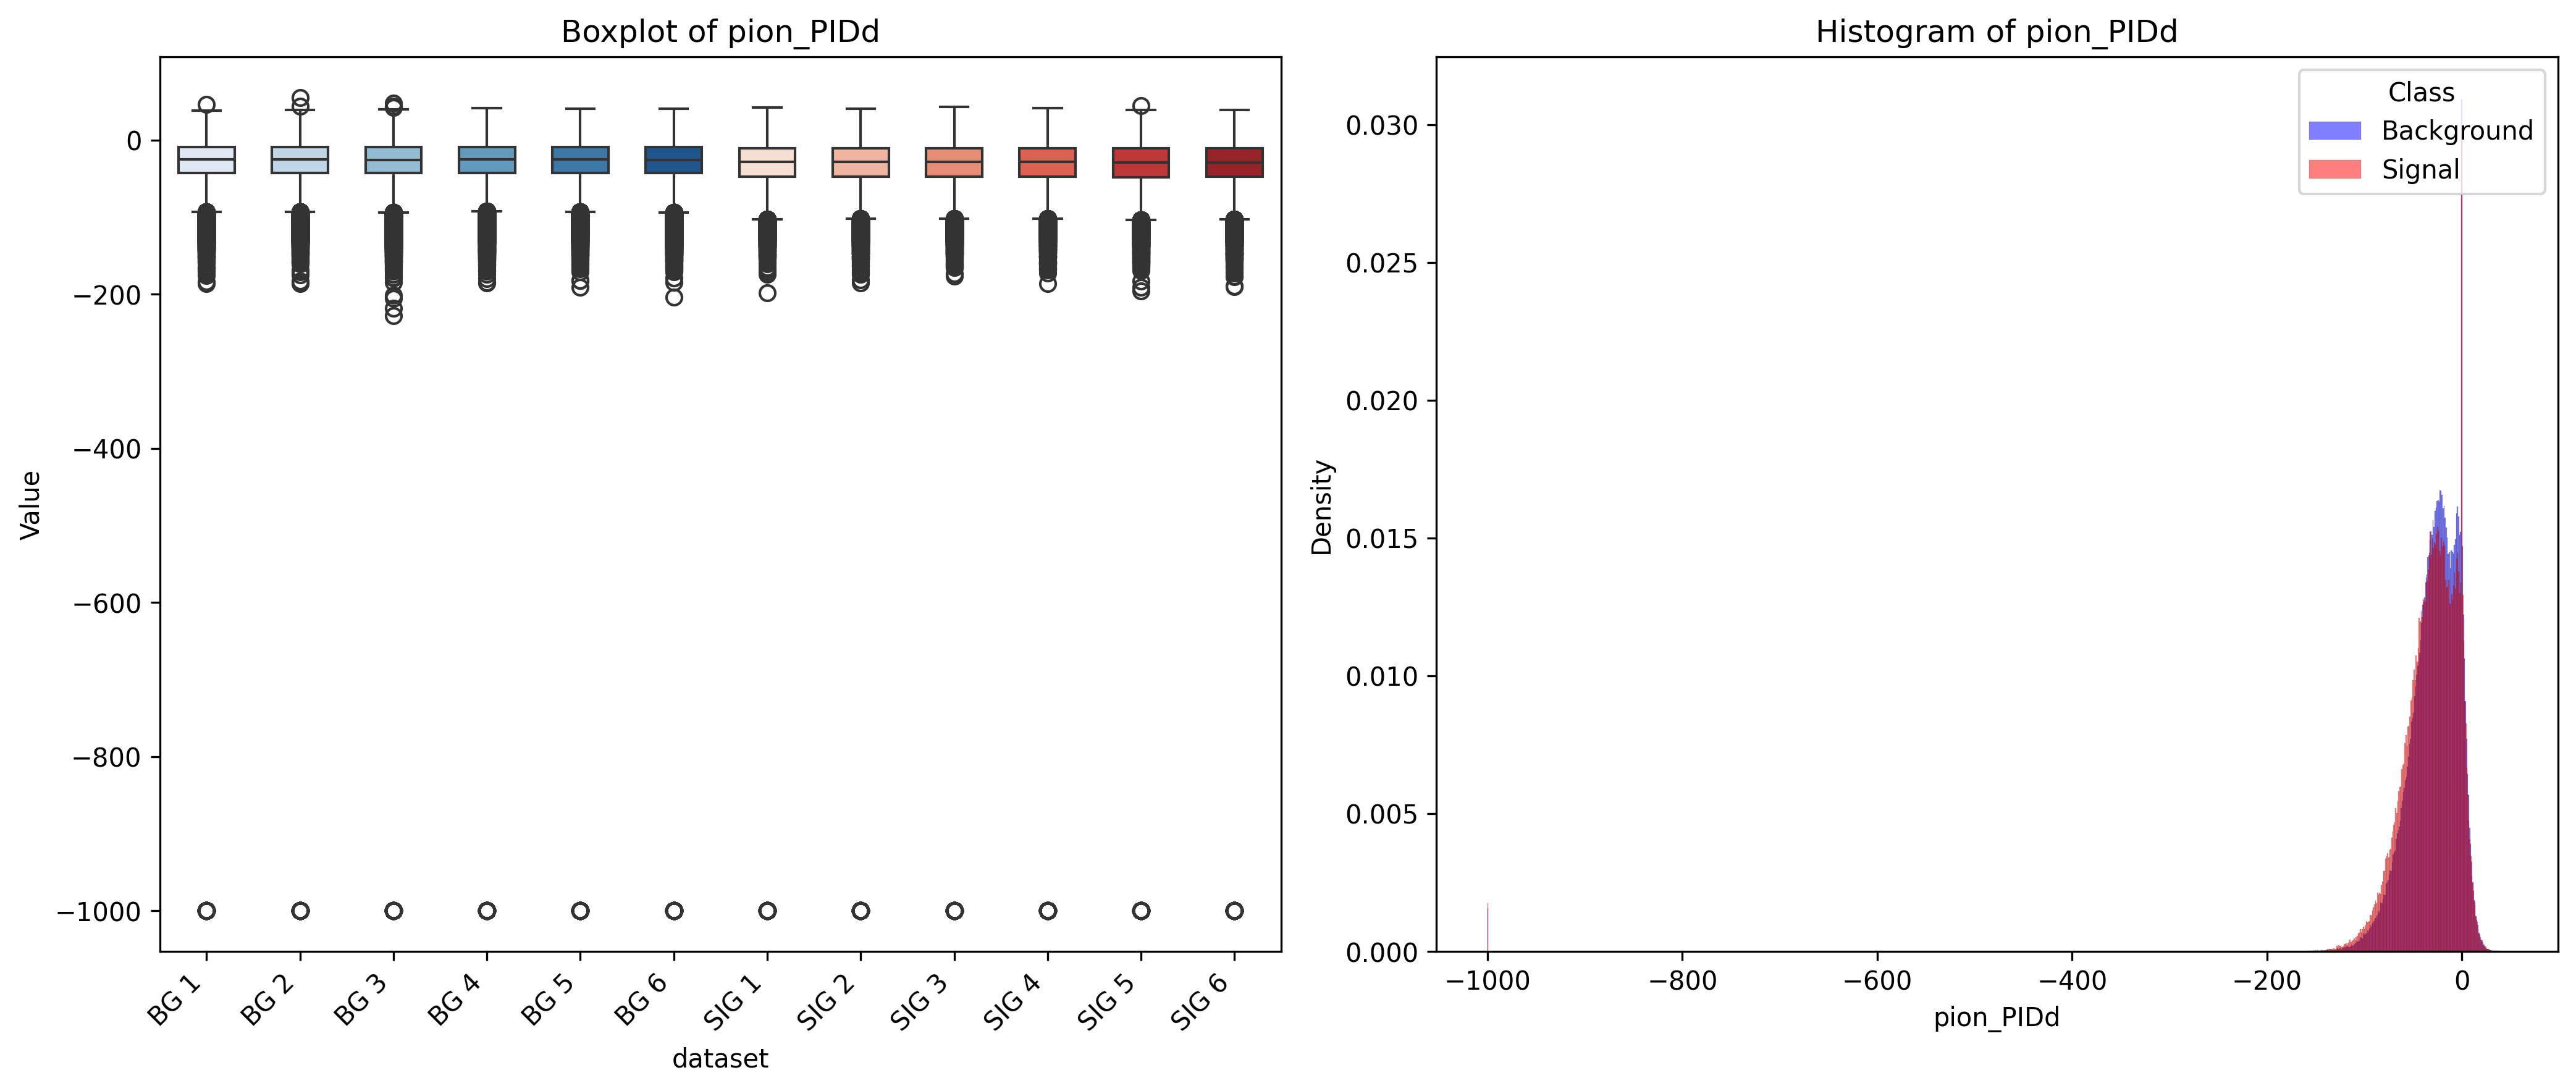 Boxplot of pion_PIDd
Value
0
−200
−400
−600
−800
−1000
BG 1
BG 2
BG 3
BG 4
BG 5
BG 6
SIG 1
SIG 2
SIG 3
SIG 4
SIG 5
SIG 6
dataset
Histogram of pion_PIDd
Density
0.030
0.025
0.020
0.015
0.010
0.005
0.000
−1000
−800
−600
−400
−200
0
pion_PIDd
Class
Background
Signal